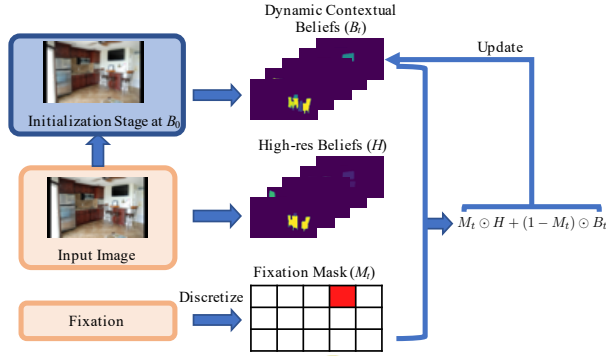 Dynamic Contextual
Beliefs (Bt)
Update
Initialization Stage at B0
High-res Beliefs (H)
Input Image
Mt ⊙ H + (1 − Mt) ⊙ Bt
Fixation Mask (Mt)
Discretize
Fixation